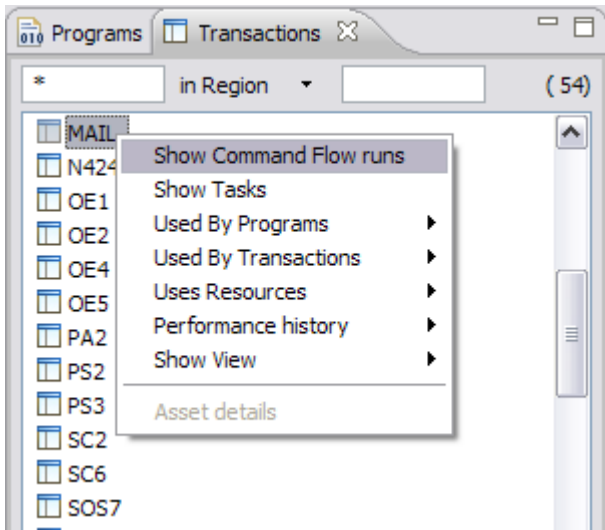 Programs Transactions
* in Region ( 54)
MAIL
N424
OE1
OE2
OE4
OE5
PA2
PS2
PS3
SC2
SC6
SOS7
Show Command Flow runs
Show Tasks
Used By Programs
Used By Transactions
Uses Resources
Performance history
Show View
Asset details